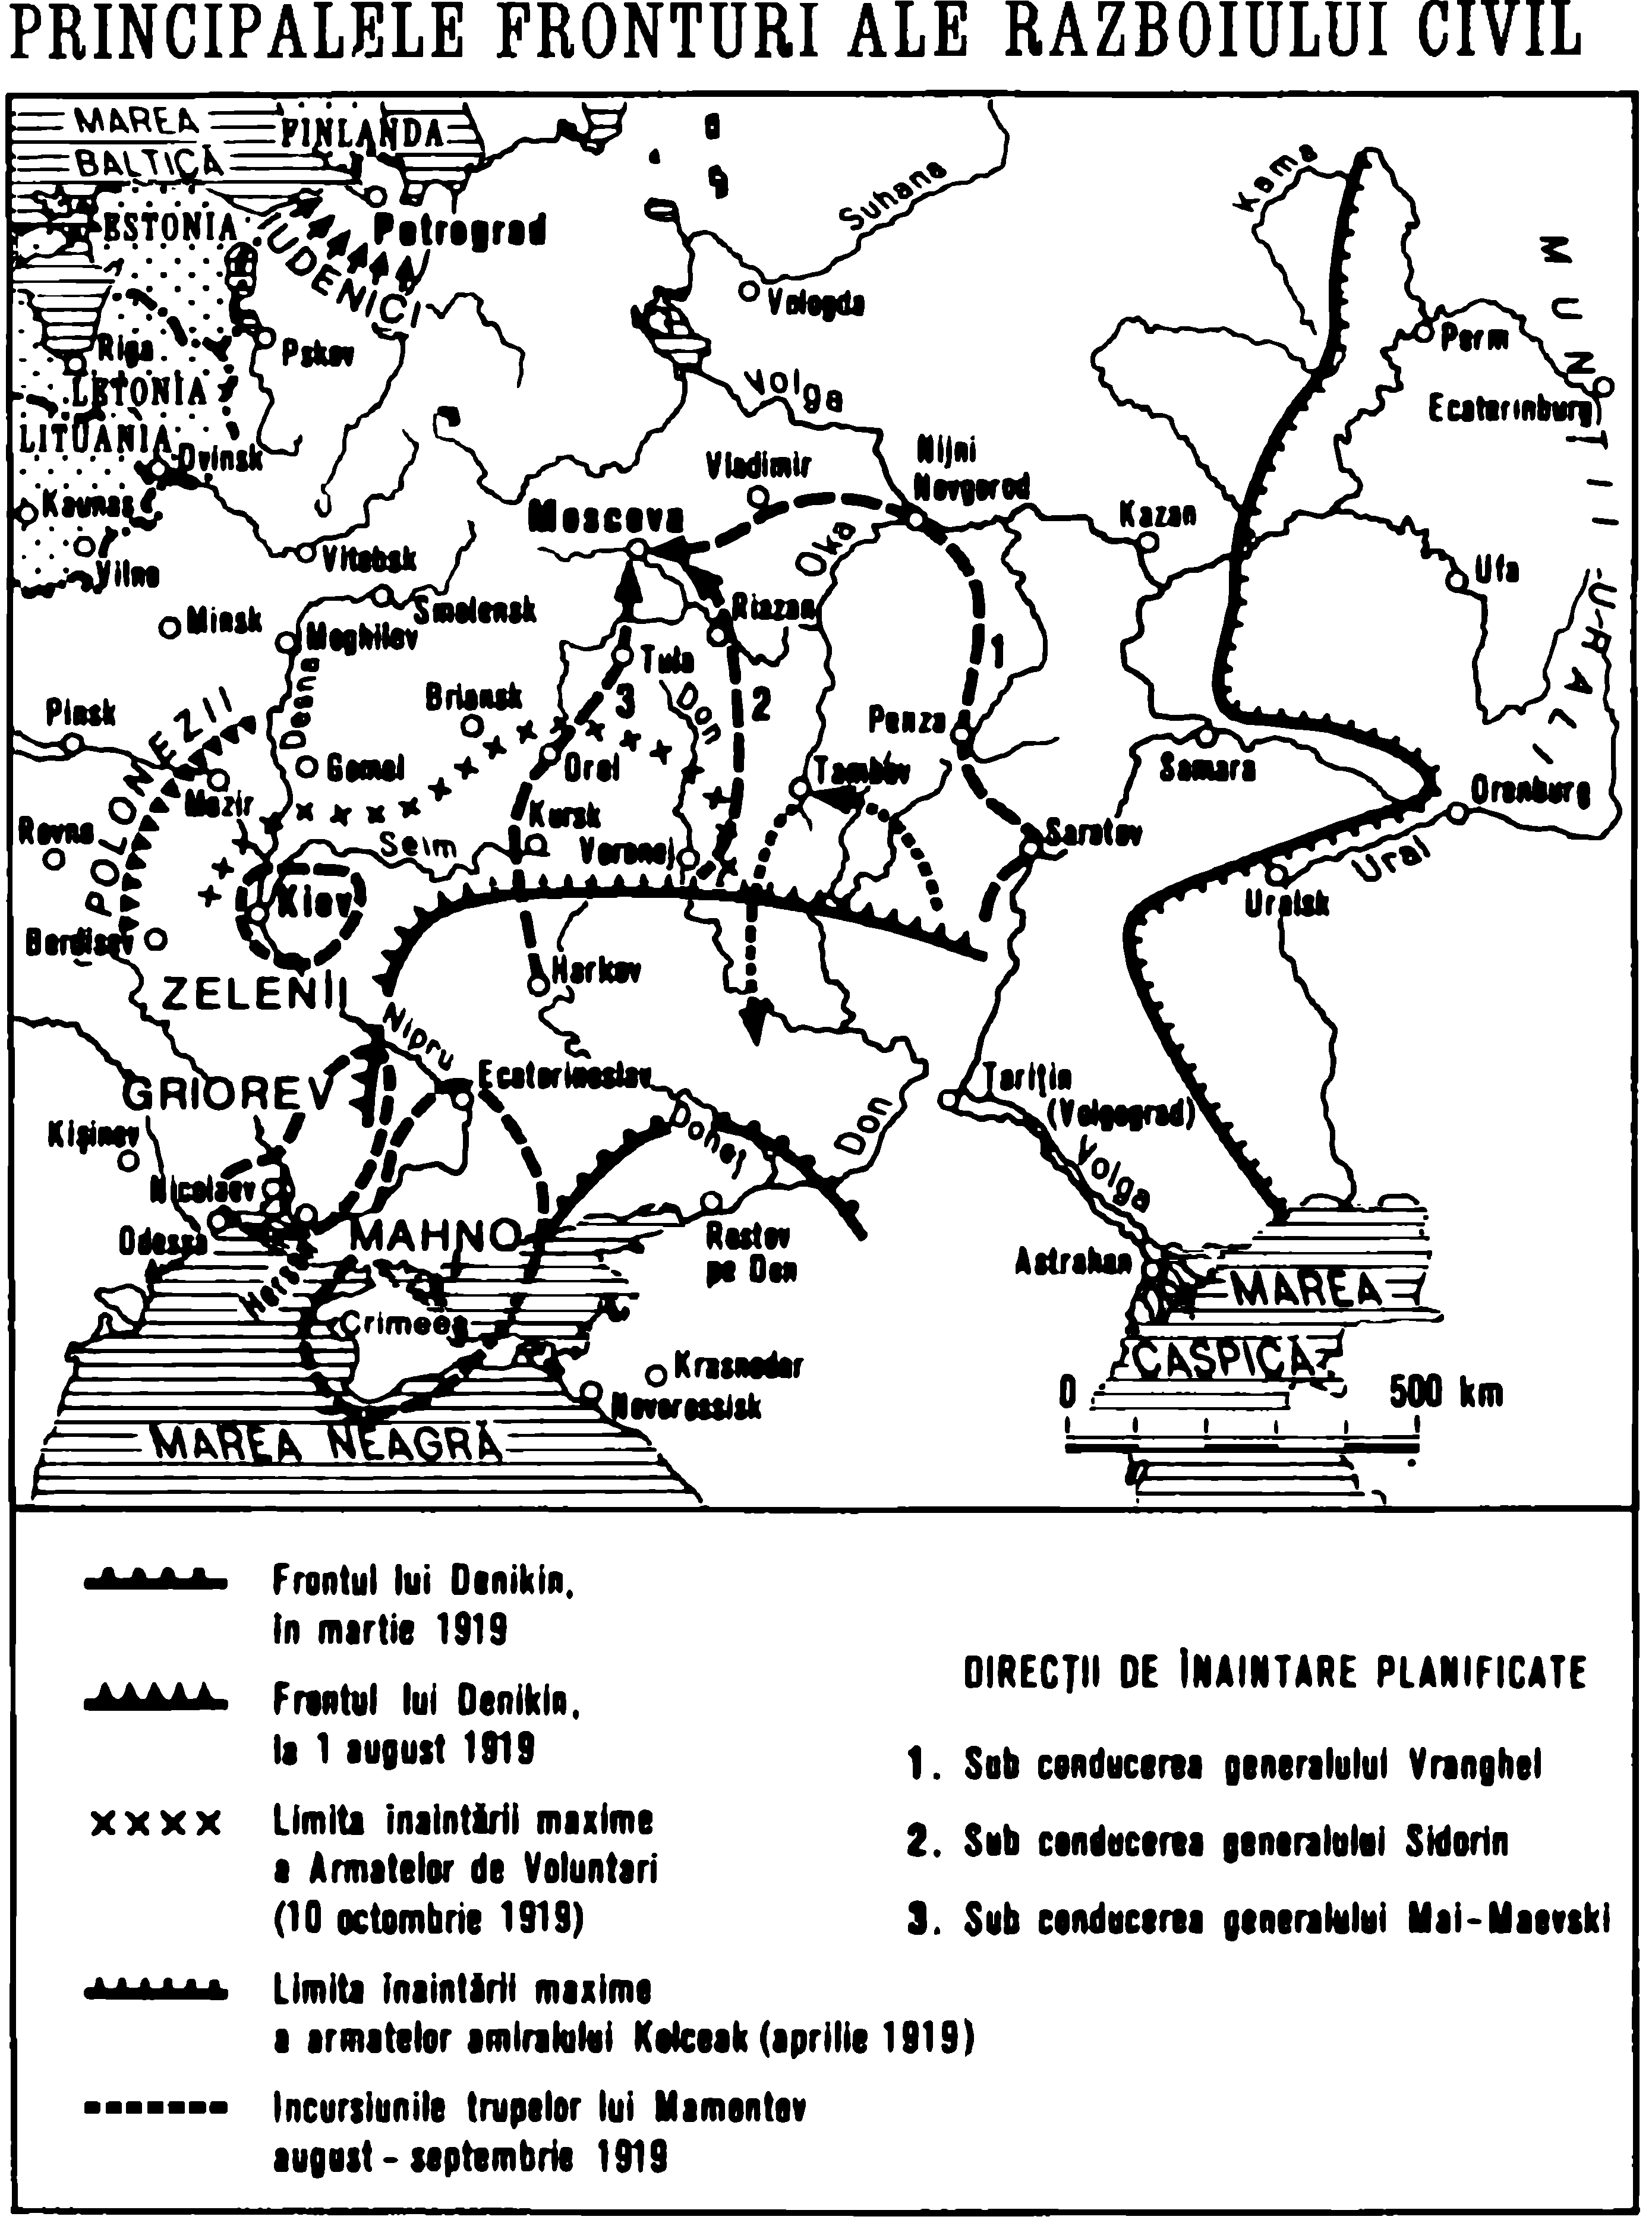 PRINCIPALELE FRONTURI ALE RAZBOIULUI CIVIL
MAREA
BALTICĂ
FINLANDA
Suhana
Kama
ESTONIA
IUDENICI
Petrograd
Vologda
MUNȚII URALI
Riga
Pskov
Perm
LETONIA
Volga
Ecaterinburg
LITUANIA
Dvinsk
Vladimir
Nijni
Novgorod
Kaunas
Moscova
Oka
Kazan
Vilno
Vitebsk
Ufa
Minsk
Smolensk
Moghilev
Riazan
Tula
1
Desna
Pinsk
Briansk
3
Don
2
Penza
POLONEZII
Gomel
Orel
Tambov
Samara
Orenburg
Mozir
Rovno
Kursk
Seim
Voronej
Saratov
Ural
Kiev
Uralsk
Berdisev
Harkov
ZELENÎI
Nipru
GRIOREV
Ecaterinoslav
Tarițin
(Volgograd)
Kișinev
Doneț
Don
Volga
Nicolaev
MAHNO
Odessa
Rostov
pe Don
Astrahan
MAREA
CASPICĂ
Crimeea
Krasnodar
Novorossiisk
MAREA NEAGRĂ
0 500 km
Frontul lui Denikin,
în martie 1919
Frontul lui Denikin,
la 1 august 1919
Limita înaintării maxime
a Armatelor de Voluntari
(10 octombrie 1919)
Limita înaintării maxime
a armatelor amiralului Kolceak (aprilie 1919)
Incursiunile trupelor lui Mamontov
august - septembrie 1919
DIRECȚII DE ÎNAINTARE PLANIFICATE
1. Sub conducerea generalului Vranghel
2. Sub conducerea generalului Sidorin
3. Sub conducerea generalului Mai-Maevski